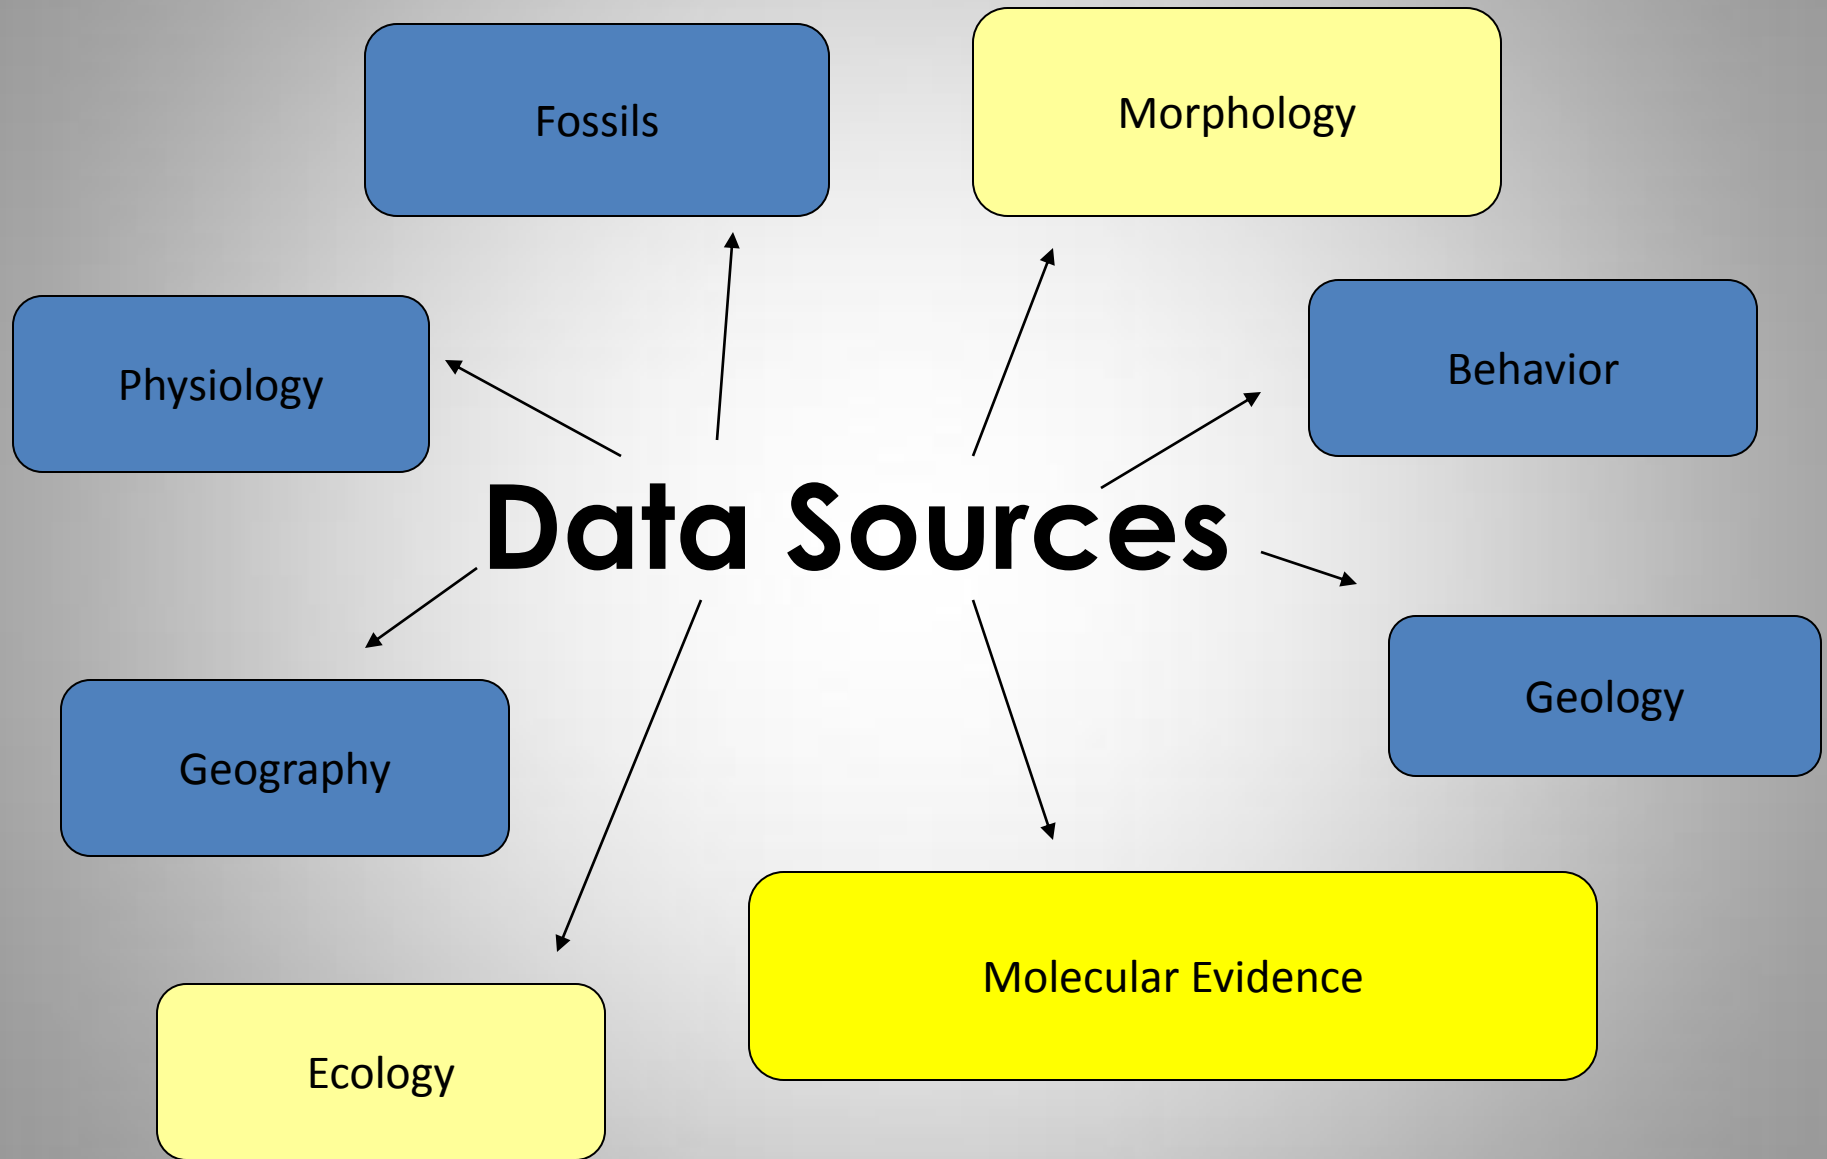 Fossils
Morphology
Physiology
Behavior
Data Sources
Geology
Geography
Molecular Evidence
Ecology